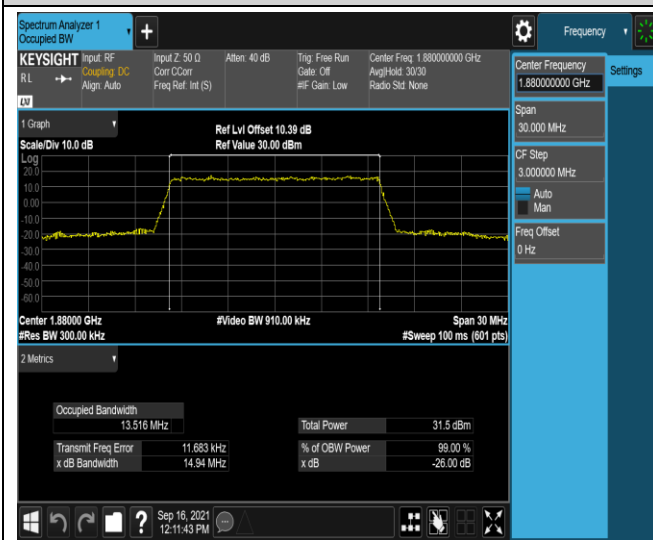 Spectrum Analyzer 1
Occupied BW
+
Frequency
KEYSIGHT
RL
LXI
Input: RF
Coupling: DC
Align: Auto
Input Z: 50 Ω
Corr CCorr
Freq Ref: Int (S)
Atten: 40 dB
Trig: Free Run
Gate: Off
#IF Gain: Low
Center Freq: 1.880000000 GHz
Avg|Hold: 30/30
Radio Std: None
Center Frequency
1.880000000 GHz
Settings
Span
30.000 MHz
CF Step
3.000000 MHz
Auto
Man
Freq Offset
0 Hz
1 Graph
Scale/Div 10.0 dB
Ref Lvl Offset 10.39 dB
Ref Value 30.00 dBm
Log
20.0
10.0
0.00
-10.0
-20.0
-30.0
-40.0
-50.0
-60.0
Center 1.88000 GHz
#Video BW 910.00 kHz
Span 30 MHz
#Res BW 300.00 kHz
#Sweep 100 ms (601 pts)
2 Metrics
Occupied Bandwidth
13.516 MHz
Total Power 31.5 dBm
Transmit Freq Error 11.683 kHz
% of OBW Power 99.00 %
x dB Bandwidth 14.94 MHz
x dB -26.00 dB
?
Sep 16, 2021
12:11:43 PM